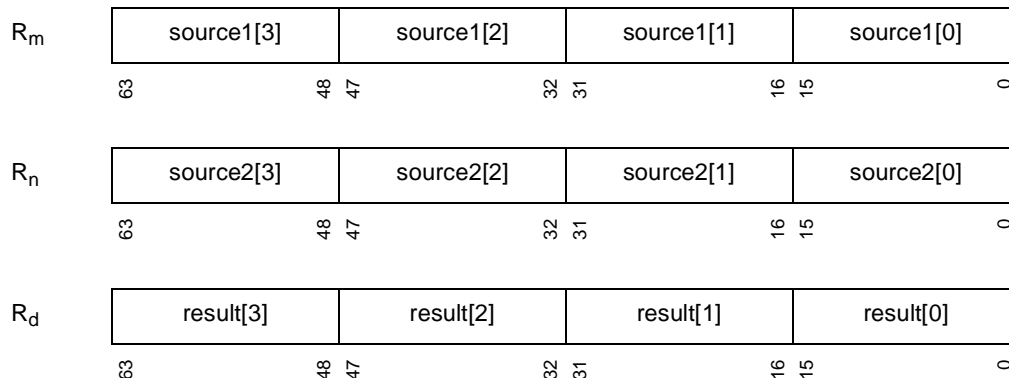 Rm source1[3] source1[2] source1[1] source1[0]
63 48 47 32 31 16 15 0
Rn source2[3] source2[2] source2[1] source2[0]
63 48 47 32 31 16 15 0
Rd result[3] result[2] result[1] result[0]
63 48 47 32 31 16 15 0